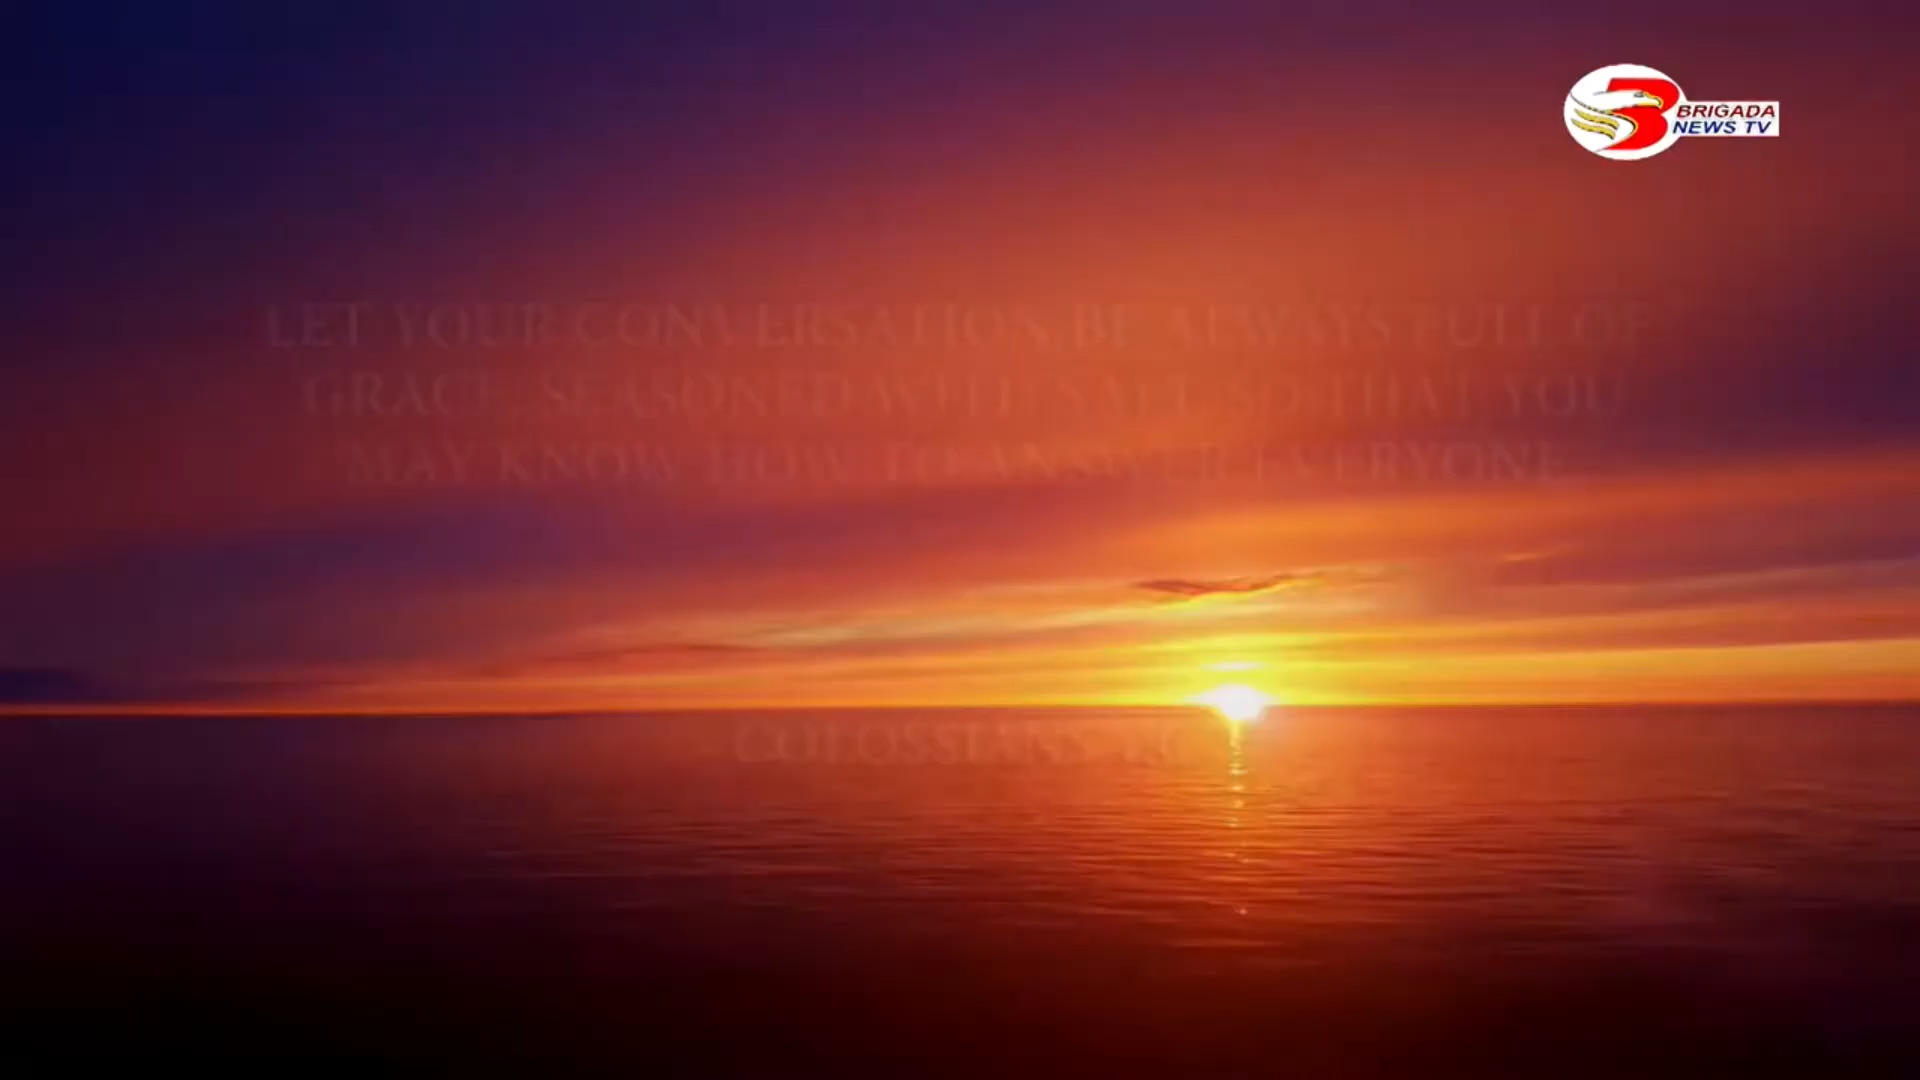 BRIGADA
NEWS TV
LET YOUR CONVERSATION BE ALWAYS FULL OF
GRACE, SEASONED WITH SALT, SO THAT YOU
MAY KNOW HOW TO ANSWER EVERYONE
COLOSSIANS